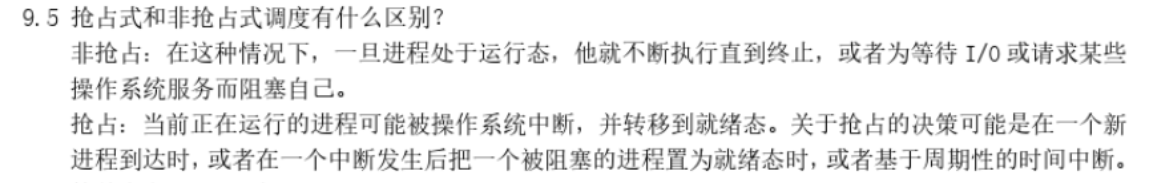 9.5 抢占式和非抢占式调度有什么区别?
非抢占：在这种情况下，一旦进程处于运行态，他就不断执行直到终止，或者为等待 I/O 或请求某些
操作系统服务而阻塞自己。
抢占：当前正在运行的进程可能被操作系统中断，并转移到就绪态。关于抢占的决策可能是在一个新
进程到达时，或者在一个中断发生后把一个被阻塞的进程置为就绪态时，或者基于周期性的时间中断。